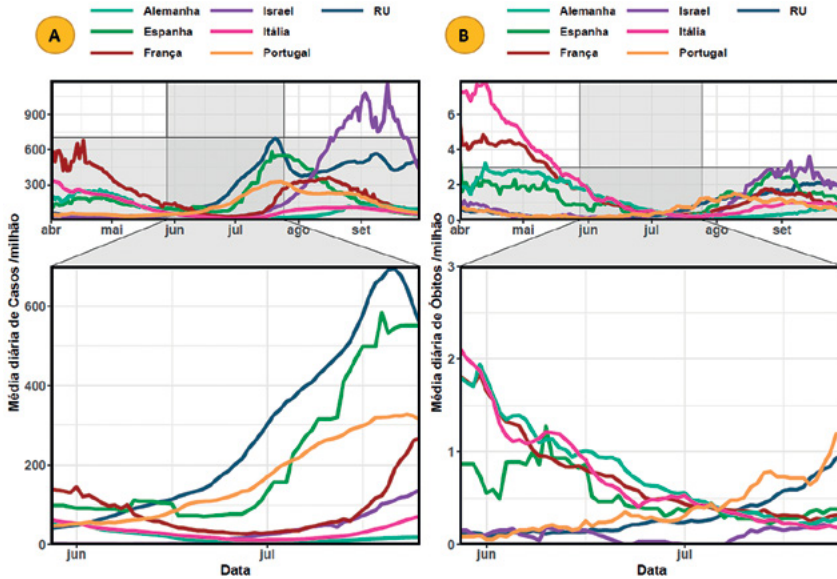 A
Alemanha Israel RU
Espanha Itália
França Portugal
B
Alemanha Israel RU
Espanha Itália
França Portugal
Média diária de Casos /milhão
900
600
300
abr mai jun jul ago set
600
400
200
0
jun jul
Data
Média diária de Óbitos /milhão
6
4
2
0
abr mai jun jul ago set
3
2
1
0
jun jul
Data